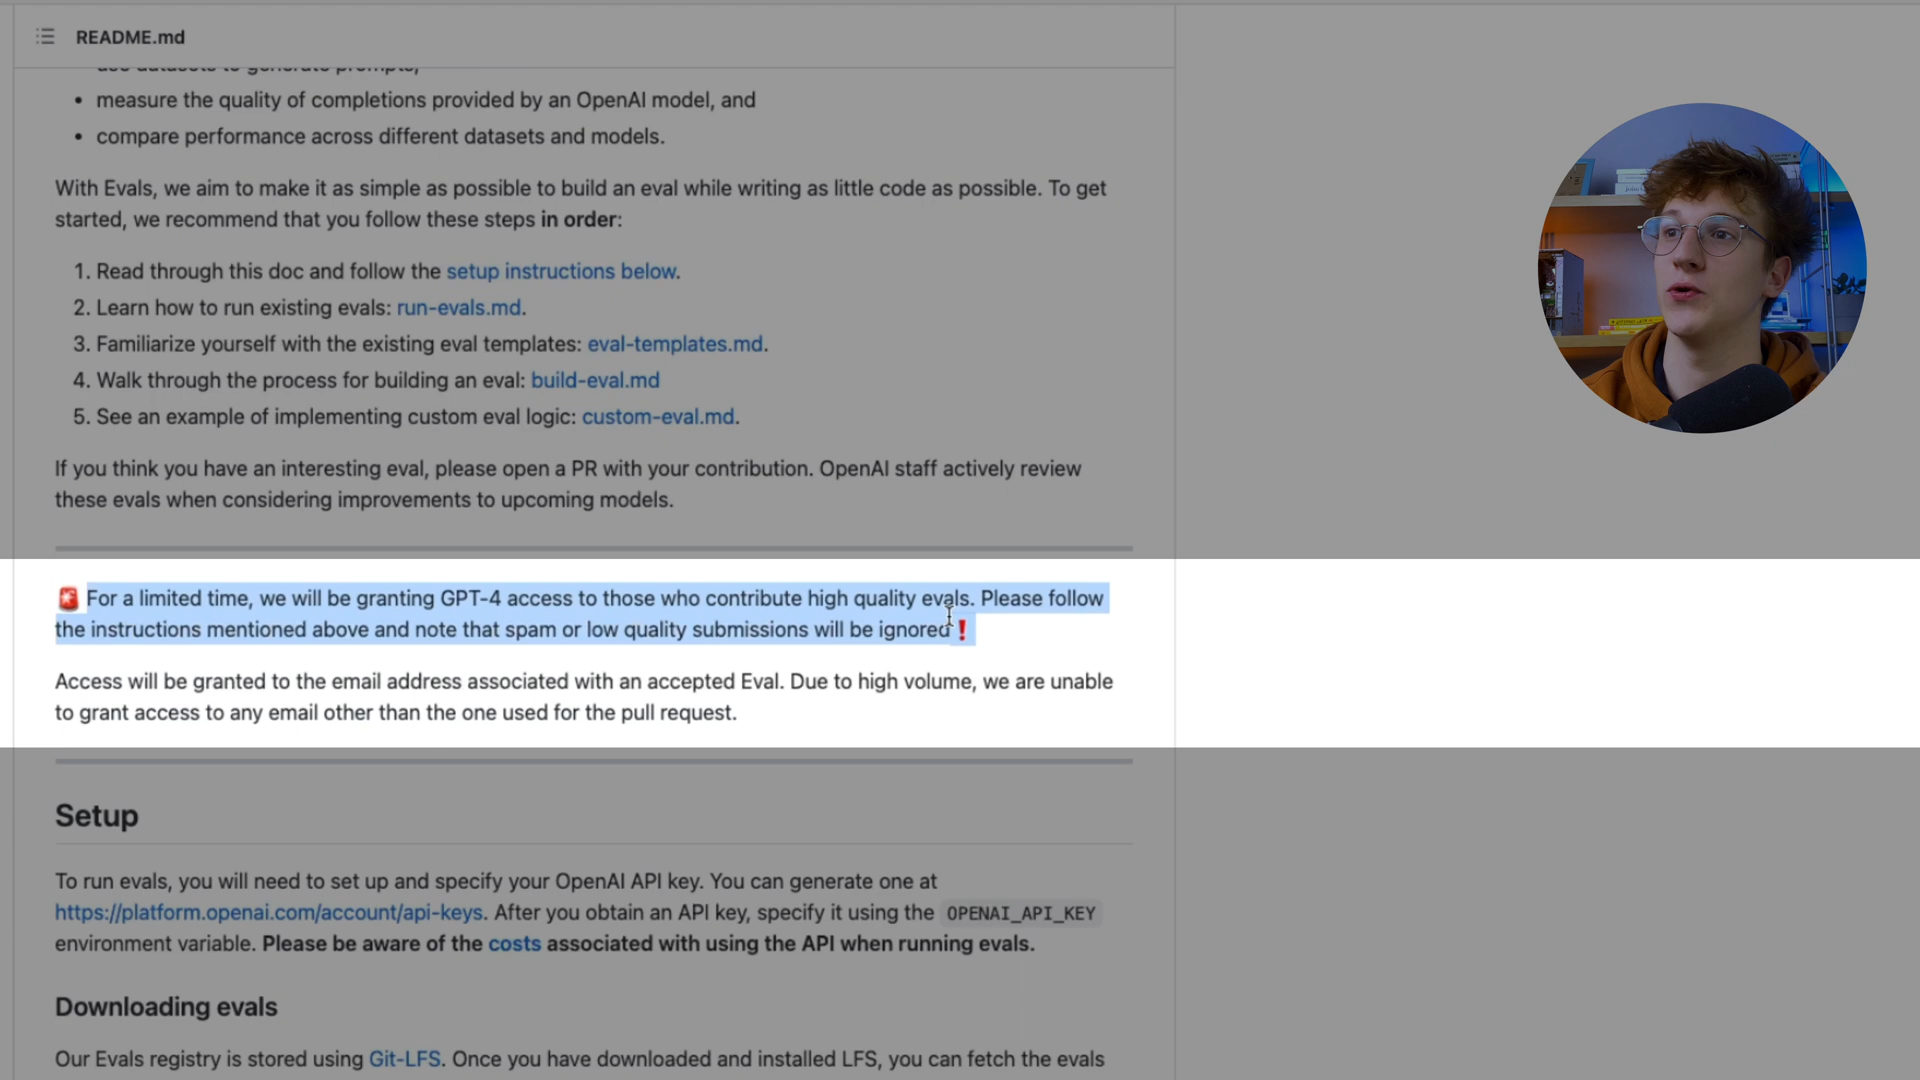 README.md
use datasets to generate prompts,
• measure the quality of completions provided by an OpenAI model, and
• compare performance across different datasets and models.
With Evals, we aim to make it as simple as possible to build an eval while writing as little code as possible. To get
started, we recommend that you follow these steps in order:
1. Read through this doc and follow the setup instructions below.
2. Learn how to run existing evals: run-evals.md.
3. Familiarize yourself with the existing eval templates: eval-templates.md.
4. Walk through the process for building an eval: build-eval.md
5. See an example of implementing custom eval logic: custom-eval.md.
If you think you have an interesting eval, please open a PR with your contribution. OpenAI staff actively review
these evals when considering improvements to upcoming models.
🚨 For a limited time, we will be granting GPT-4 access to those who contribute high quality evals. Please follow
the instructions mentioned above and note that spam or low quality submissions will be ignored❗
Access will be granted to the email address associated with an accepted Eval. Due to high volume, we are unable
to grant access to any email other than the one used for the pull request.
Setup
To run evals, you will need to set up and specify your OpenAI API key. You can generate one at
https://platform.openai.com/account/api-keys. After you obtain an API key, specify it using the OPENAI_API_KEY
environment variable. Please be aware of the costs associated with using the API when running evals.
Downloading evals
Our Evals registry is stored using Git-LFS. Once you have downloaded and installed LFS, you can fetch the evals